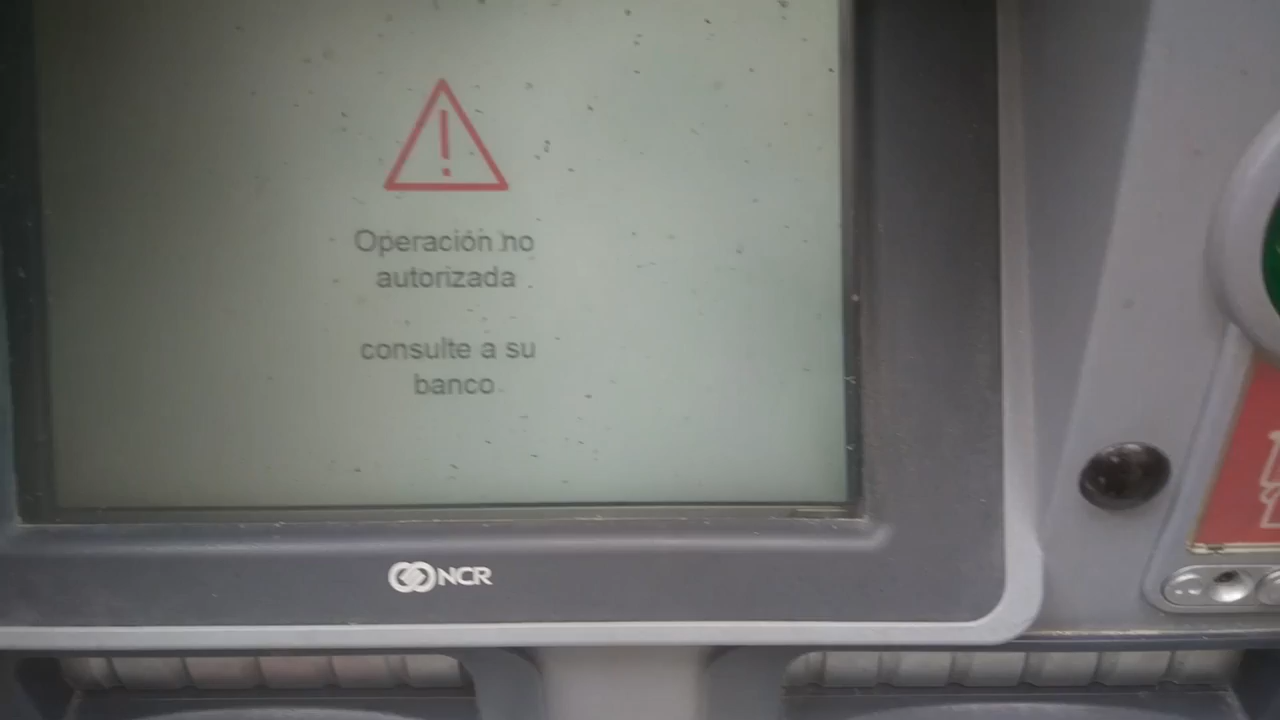 Operación no
autorizada
consulte a su
banco
NCR